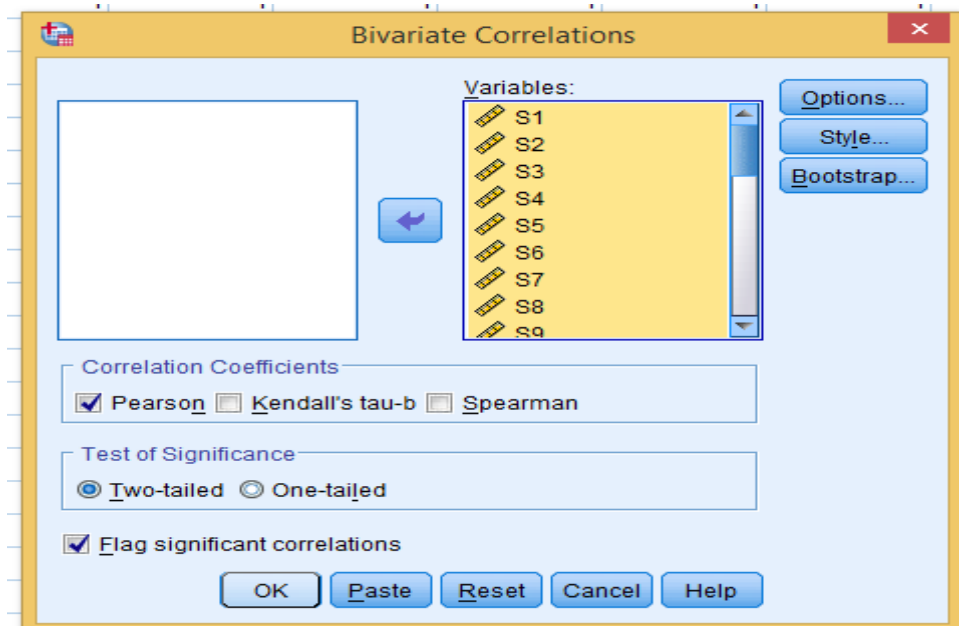 Bivariate Correlations
Variables:
S1
S2
S3
S4
S5
S6
S7
S8
S9
Options...
Style...
Bootstrap...
Correlation Coefficients
Pearson Kendall's tau-b Spearman
Test of Significance
Two-tailed One-tailed
Flag significant correlations
OK Paste Reset Cancel Help